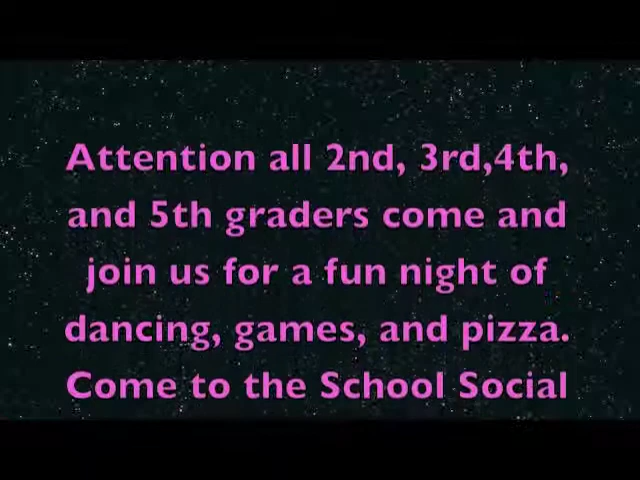 Attention all 2nd, 3rd,4th,
and 5th graders come and
join us for a fun night of
dancing, games, and pizza.
Come to the School Social